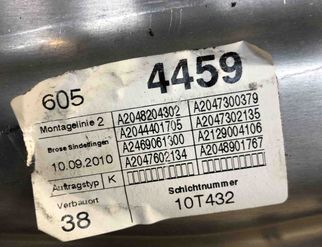 605 4459
Montagelinie 2 A2048204302 A2047300379
Brose Sindelfingen A2044401705 A2047302135
10.09.2010 A2469061300 A2129004106
A2047602134 A2048901767
Auftragstyp K
Verbauort Schichtnummer
38 10T432